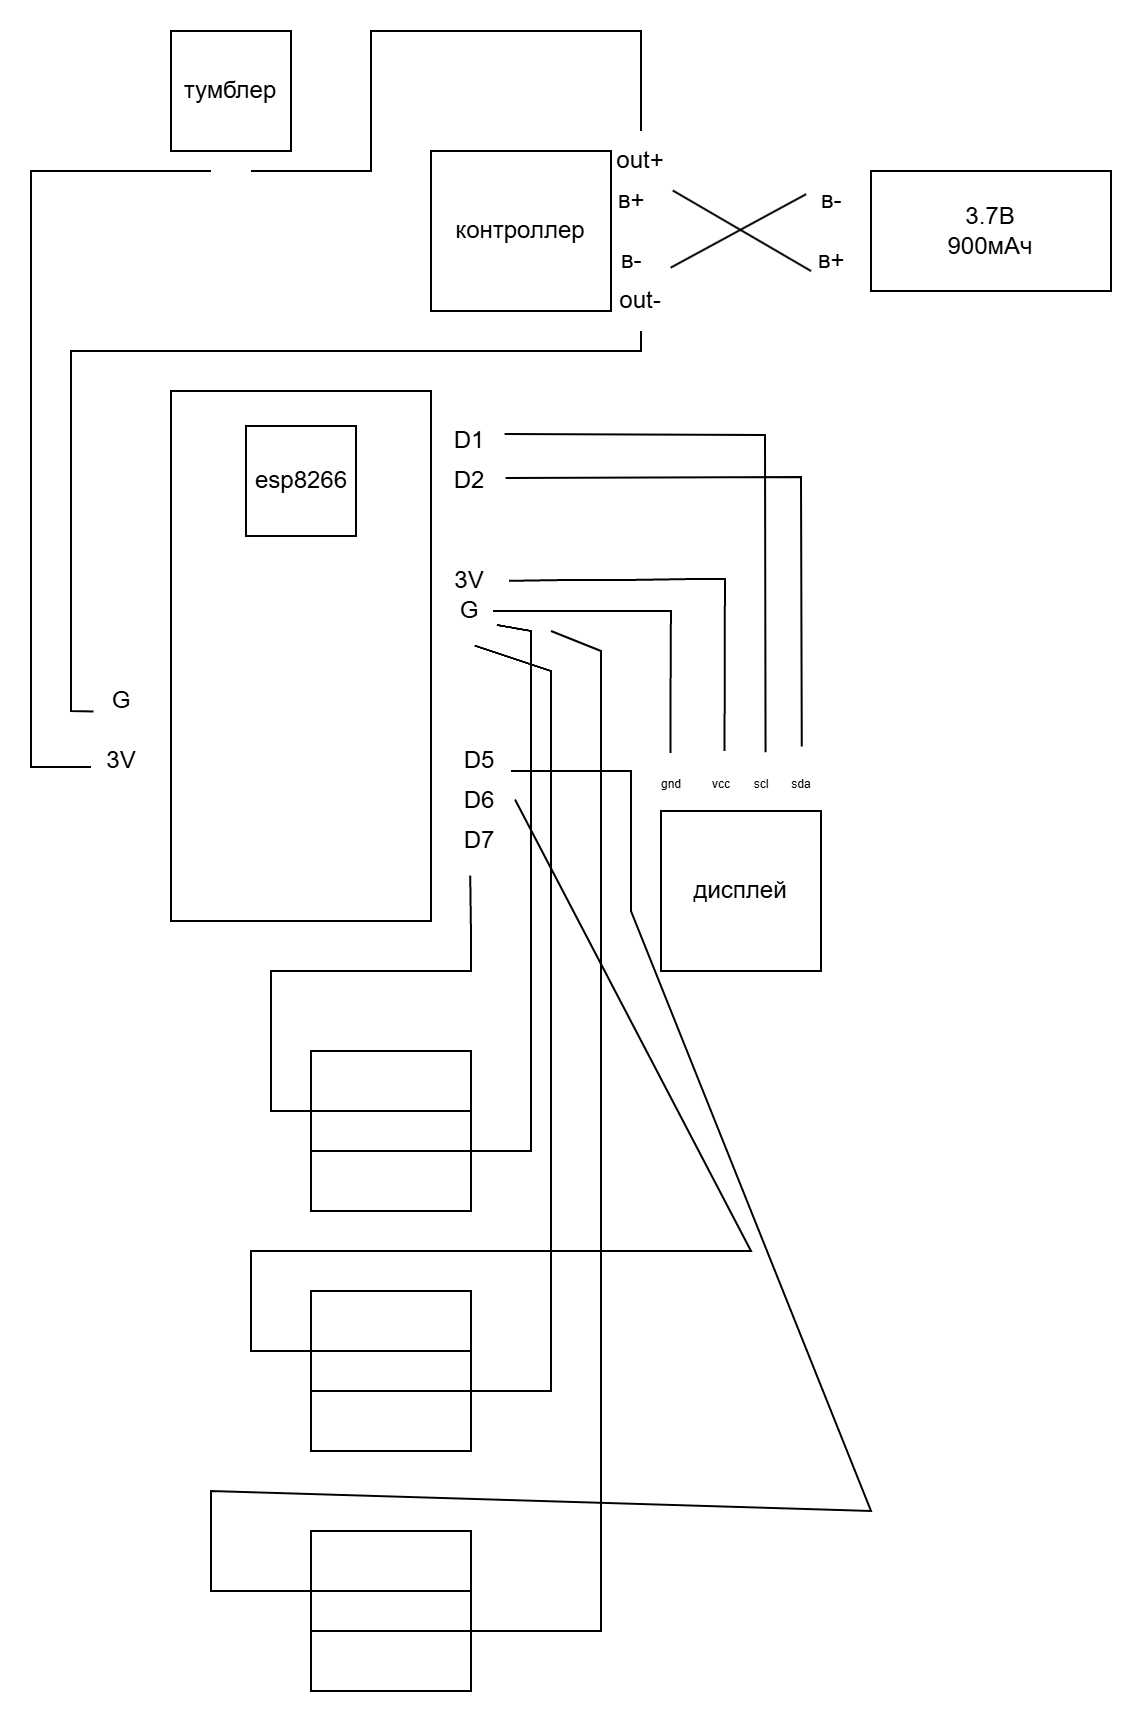 тумблер
out+
в+
контроллер
в-
out-
в-
в+
3.7В
900мАч
esp8266
D1
D2
3V
G
G
3V
D5
D6
D7
gnd
vcc
scl
sda
дисплей